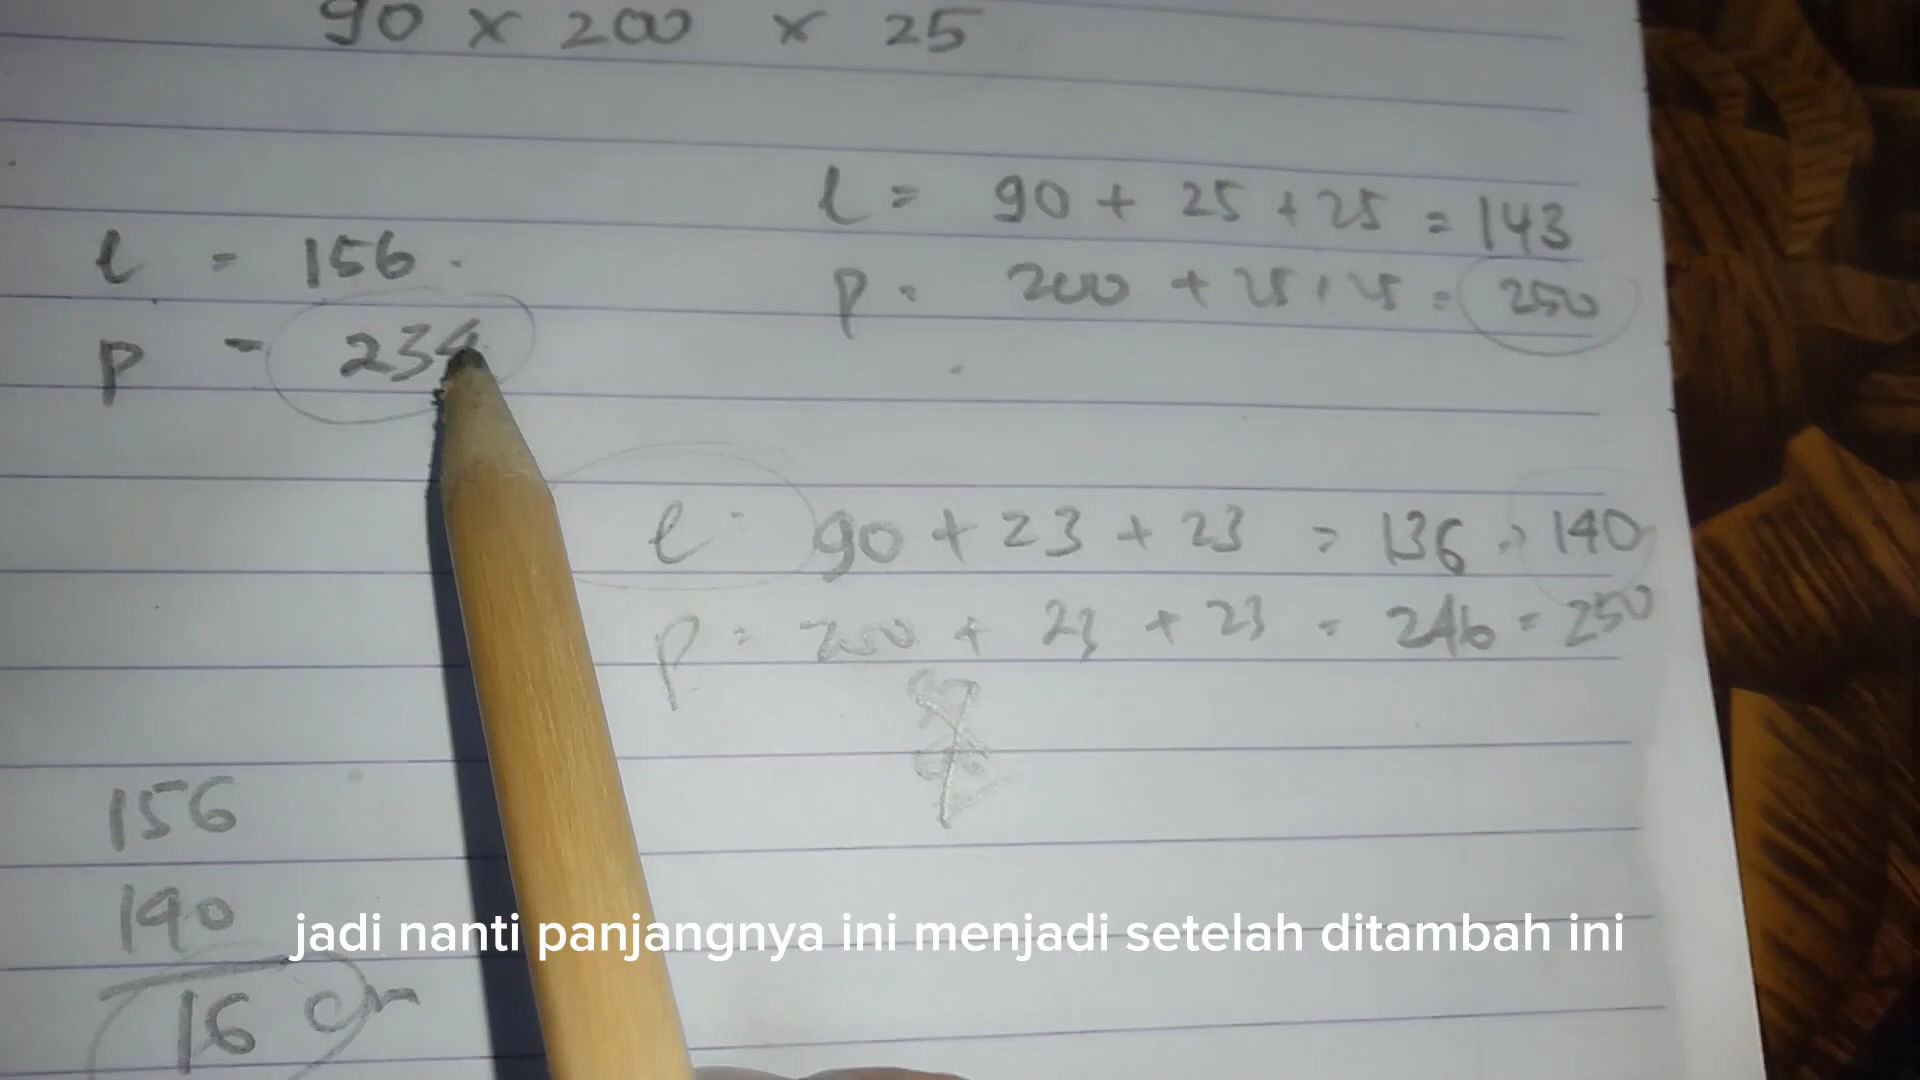 90 x 200 x 25
l = 90 + 25 + 25 = 143
p = 200 + 25 + 25 = 250
l = 156
p = 234
l = 90 + 23 + 23 = 136 = 140
p = 200 + 23 + 23 = 246 = 250
156
140
16 cm
jadi nanti panjangnya ini menjadi setelah ditambah ini